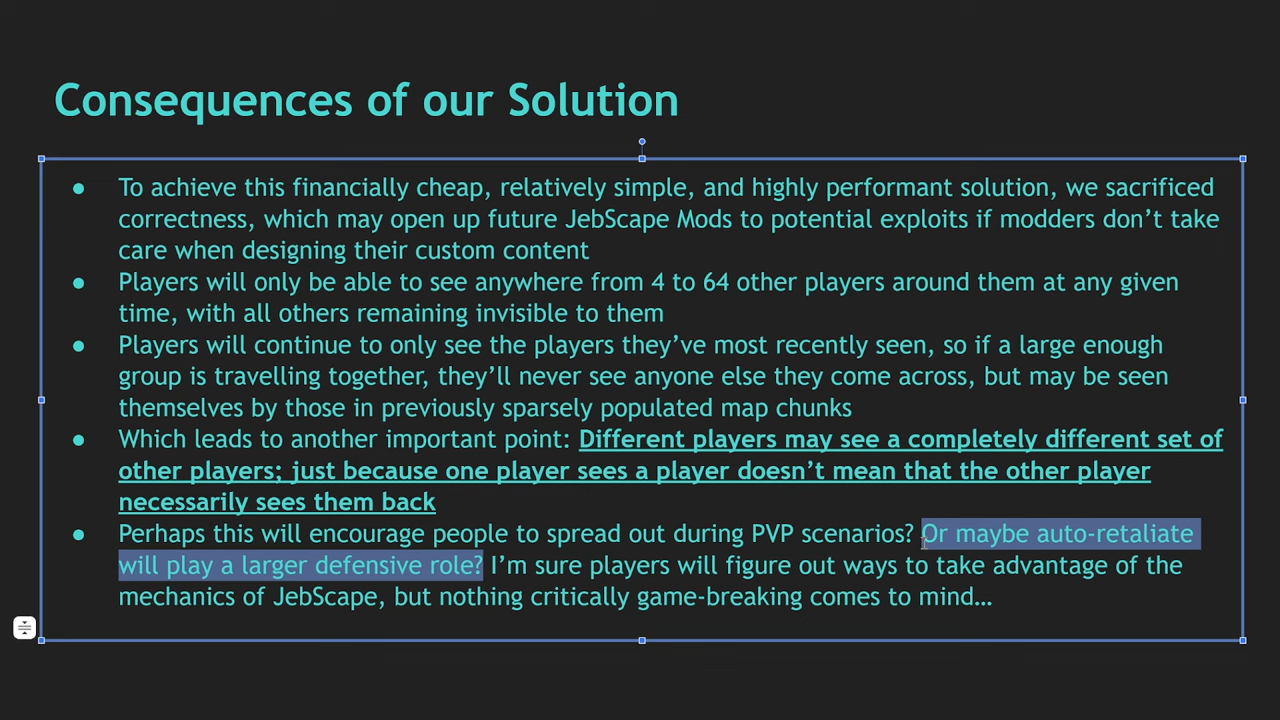 Consequences of our Solution
● To achieve this financially cheap, relatively simple, and highly performant solution, we sacrificed
correctness, which may open up future JebScape Mods to potential exploits if modders don’t take
care when designing their custom content
● Players will only be able to see anywhere from 4 to 64 other players around them at any given
time, with all others remaining invisible to them
● Players will continue to only see the players they’ve most recently seen, so if a large enough
group is travelling together, they’ll never see anyone else they come across, but may be seen
themselves by those in previously sparsely populated map chunks
● Which leads to another important point: Different players may see a completely different set of
other players; just because one player sees a player doesn’t mean that the other player
necessarily sees them back
● Perhaps this will encourage people to spread out during PVP scenarios? Or maybe auto-retaliate
will play a larger defensive role? I’m sure players will figure out ways to take advantage of the
mechanics of JebScape, but nothing critically game-breaking comes to mind…